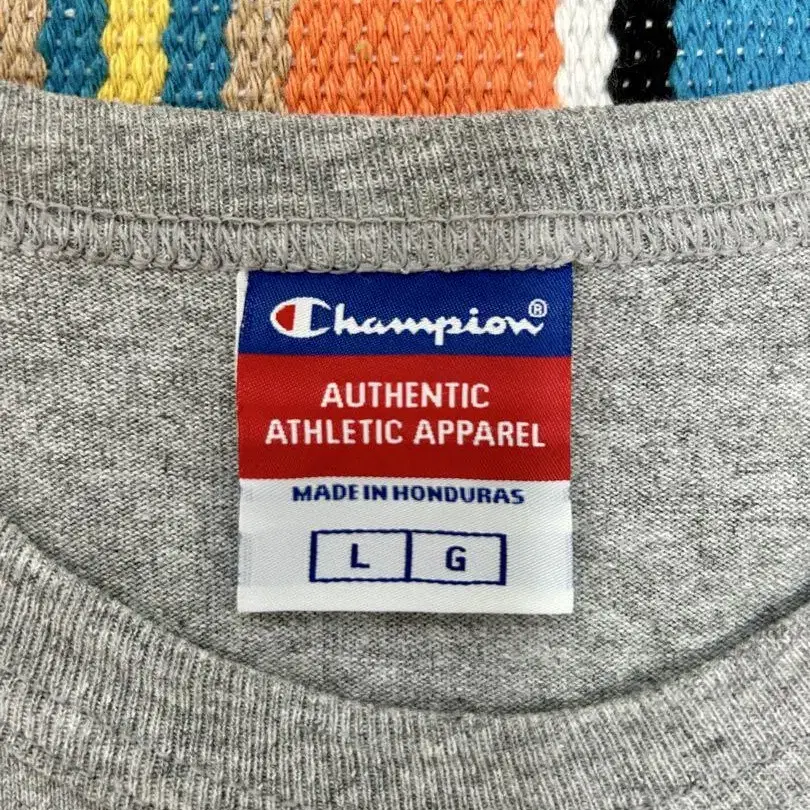 Champion®
AUTHENTIC
ATHLETIC APPAREL
MADE IN HONDURAS
L G